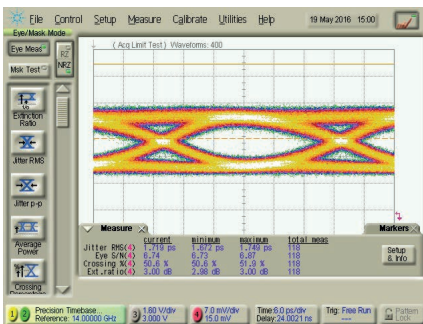 File Control Setup Measure Calibrate Utilities Help 19 May 2016 15:00
Eye/Mask Mode
Eye Meas
Msk Test
RZ
NRZ
( Acq Limit Test ) Waveforms: 400
Extinction
Ratio
Jitter RMS
Jitter p-p
Average
Power
Crossing
Measure
Markers
current minimum maximum total meas
Jitter RMS(4) 1.719 ps 1.672 ps 1.749 ps 118
Eye S/N(4) 6.74 6.73 6.87 118
Crossing %(4) 50.6 % 50.6 % 51.9 % 118
Ext.ratio(4) 3.00 dB 2.98 dB 3.00 dB 118
Setup
& Info
1 2 Precision Timebase...
Reference: 14.00000 GHz
3 1.60 V/div
3.000 V
4 7.0 mV/div
15.0 mV
Time:6.0 ps/div
Delay:24.0021 ns
Trig: Free Run
Pattern
Lock